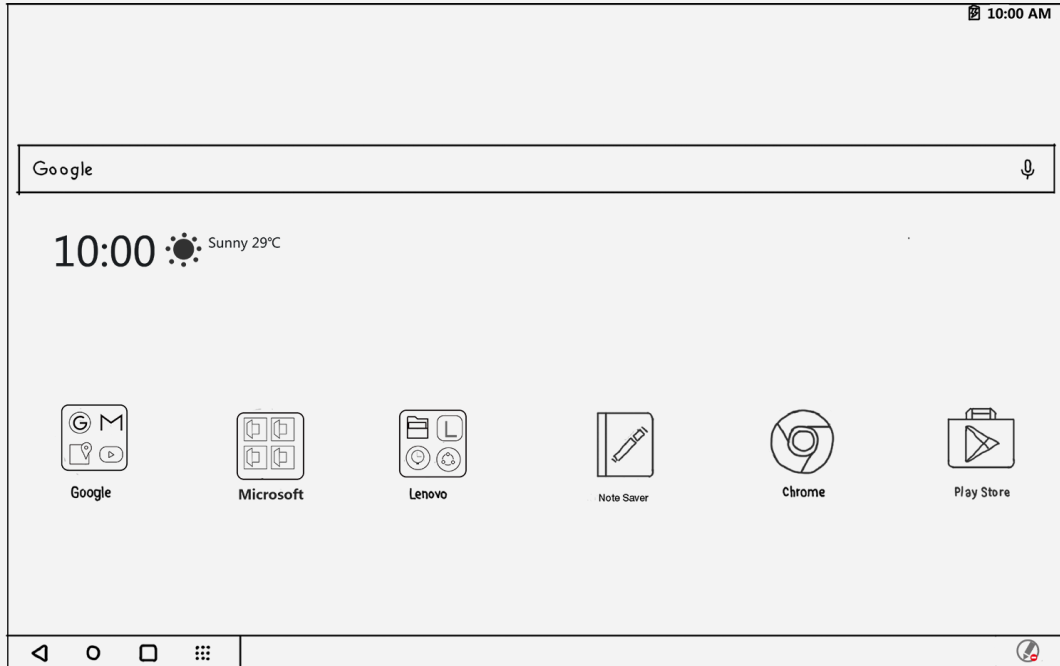 10:00 AM
Google
10:00 Sunny 29°C
G M
L
Google Microsoft Lenovo Note Saver Chrome Play Store